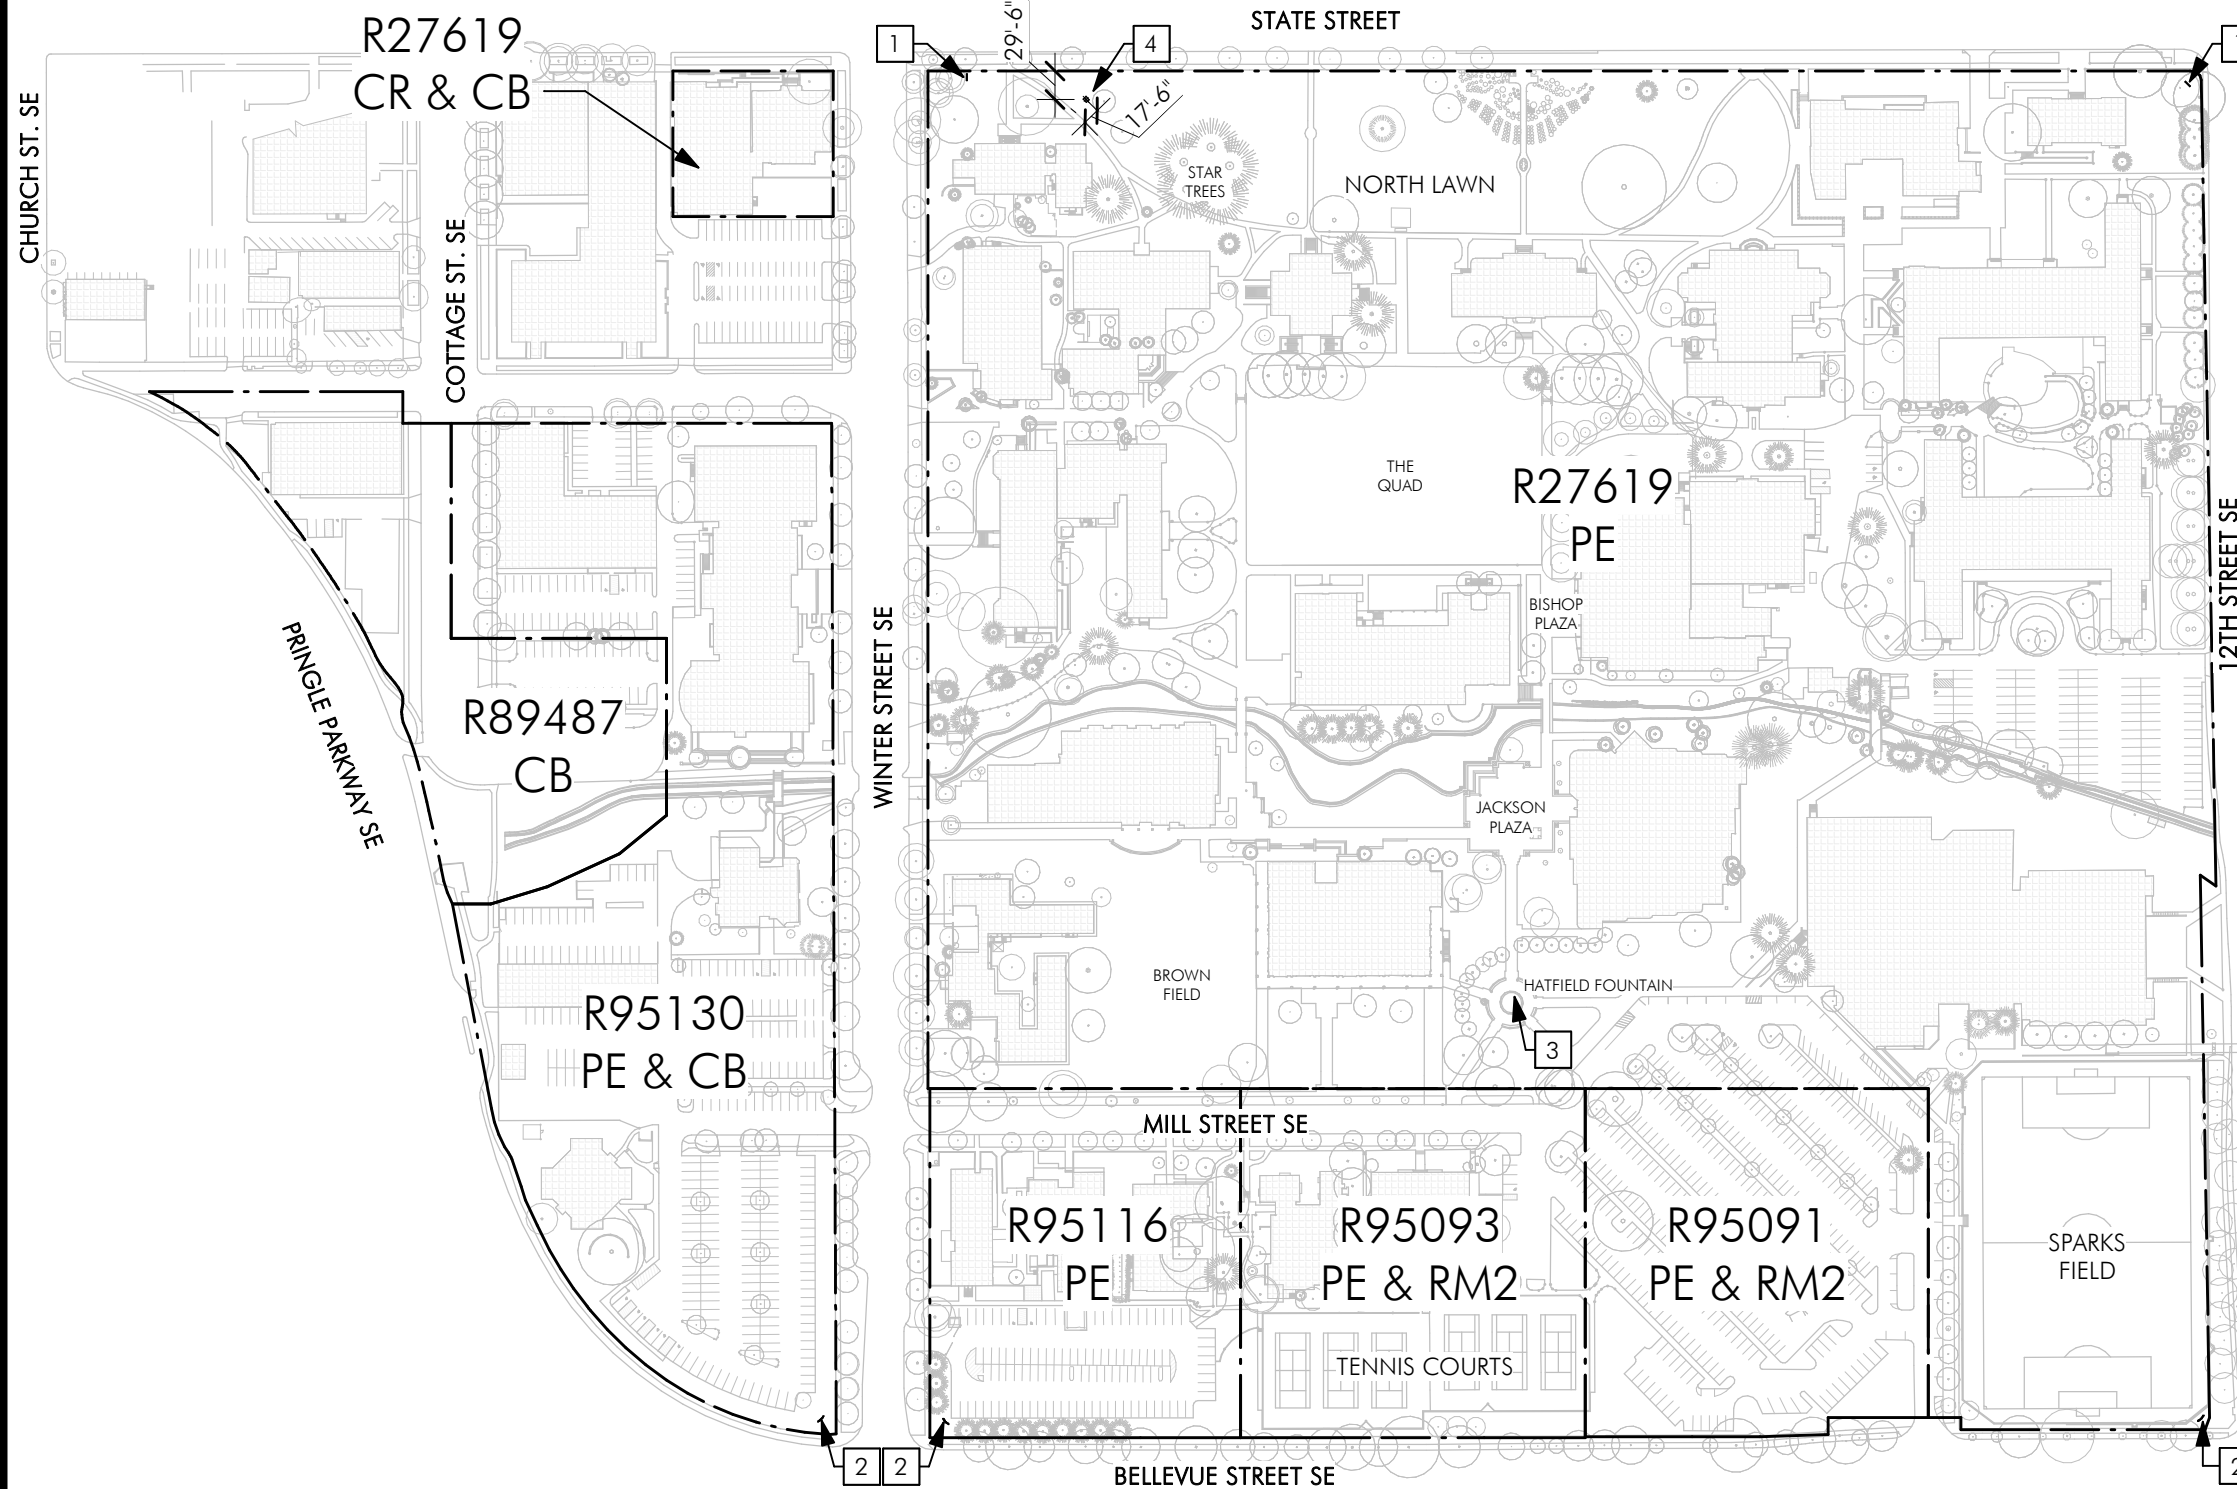 STATE STREET
R27619
CR & CB
1
29'-6"
4
17'-6"
CHURCH ST. SE
COTTAGE ST. SE
STAR
TREES
NORTH LAWN
THE
QUAD
R27619
PE
12TH STREET SE
BISHOP
PLAZA
PRINGLE PARKWAY SE
WINTER STREET SE
R89487
CB
JACKSON
PLAZA
BROWN
FIELD
HATFIELD FOUNTAIN
3
R95130
PE & CB
MILL STREET SE
R95116
PE
R95093
PE & RM2
R95091
PE & RM2
SPARKS
FIELD
TENNIS COURTS
2
2
2
BELLEVUE STREET SE